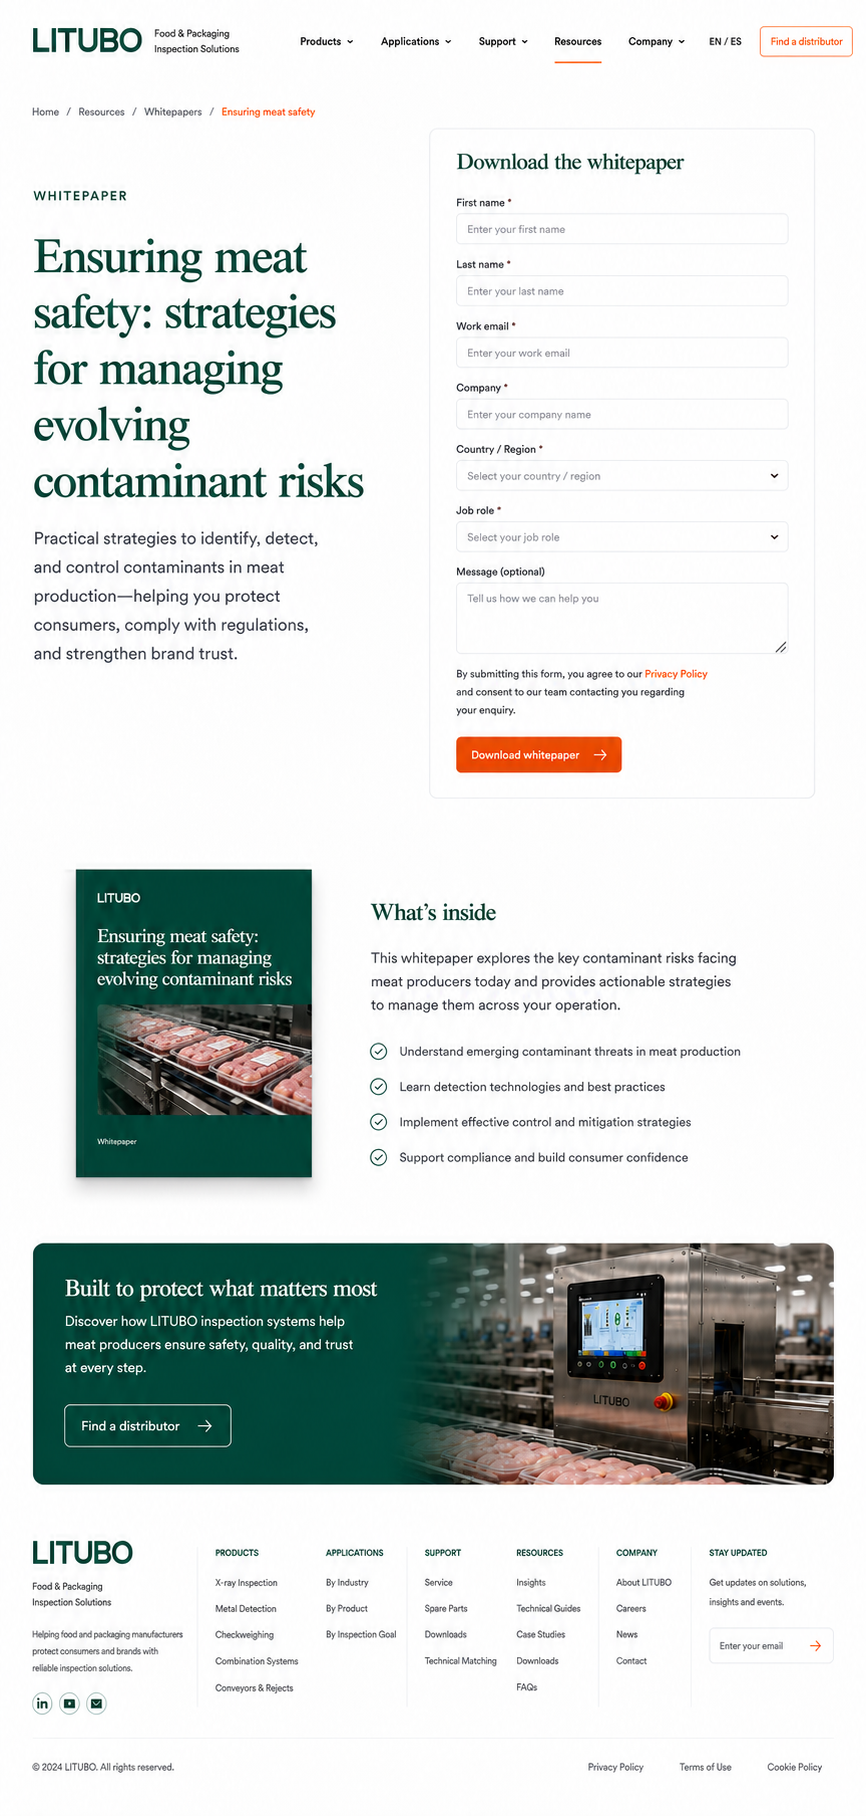 LITUBO
Food & Packaging
Inspection Solutions
Products
Applications
Support
Resources
Company
EN / ES
Find a distributor
Home / Resources / Whitepapers / Ensuring meat safety
WHITEPAPER
Ensuring meat
safety: strategies
for managing
evolving
contaminant risks
Practical strategies to identify, detect,
and control contaminants in meat
production—helping you protect
consumers, comply with regulations,
and strengthen brand trust.
Download the whitepaper
First name *
Enter your first name
Last name *
Enter your last name
Work email *
Enter your work email
Company *
Enter your company name
Country / Region *
Select your country / region
Job role *
Select your job role
Message (optional)
Tell us how we can help you
By submitting this form, you agree to our Privacy Policy
and consent to our team contacting you regarding
your enquiry.
Download whitepaper
LITUBO
Ensuring meat safety:
strategies for managing
evolving contaminant risks
Whitepaper
What's inside
This whitepaper explores the key contaminant risks facing
meat producers today and provides actionable strategies
to manage them across your operation.
Understand emerging contaminant threats in meat production
Learn detection technologies and best practices
Implement effective control and mitigation strategies
Support compliance and build consumer confidence
Built to protect what matters most
Discover how LITUBO inspection systems help
meat producers ensure safety, quality, and trust
at every step.
Find a distributor
LITUBO
LITUBO
Food & Packaging
Inspection Solutions
Helping food and packaging manufacturers
protect consumers and brands with
reliable inspection solutions.
PRODUCTS
X-ray Inspection
Metal Detection
Checkweighing
Combination Systems
Conveyors & Rejects
APPLICATIONS
By Industry
By Product
By Inspection Goal
SUPPORT
Service
Spare Parts
Downloads
Technical Matching
RESOURCES
Insights
Technical Guides
Case Studies
Downloads
FAQs
COMPANY
About LITUBO
Careers
News
Contact
STAY UPDATED
Get updates on solutions,
insights and events.
Enter your email
© 2024 LITUBO. All rights reserved.
Privacy Policy
Terms of Use
Cookie Policy